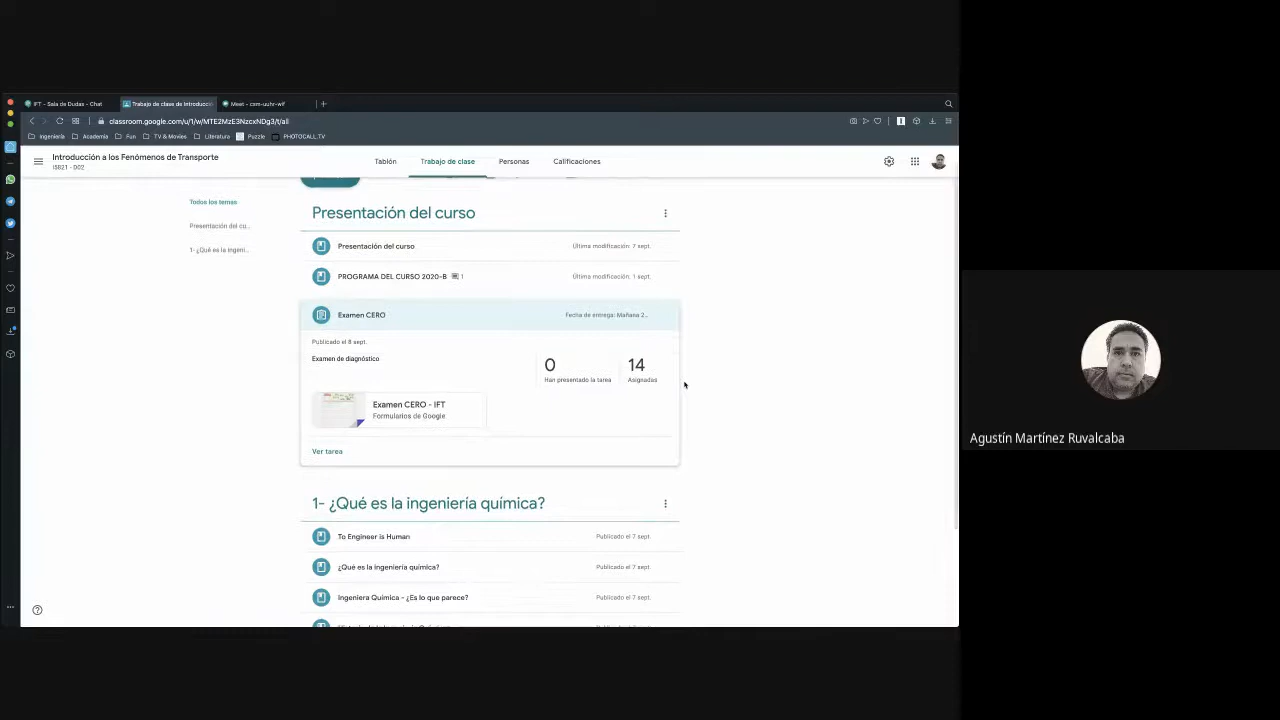 IFT - Sala de Dudas - Chat
Trabajo de clase de Introducci
Meet - csm-uuhr-wif
classroom.google.com/u/1/w/MTE2MzE3NzcxNDg3/t/all
Ingeniería
Academia
Fun
TV & Movies
Literatura
Puzzle
PHOTOCALL.TV
Introducción a los Fenómenos de Transporte
IS821 - D02
Tablón
Trabajo de clase
Personas
Calificaciones
Todos los temas
Presentación del cu...
1- ¿Qué es la ingeni...
Presentación del curso
Presentación del curso
Última modificación: 7 sept.
PROGRAMA DEL CURSO 2020-B
1
Última modificación: 1 sept.
Examen CERO
Fecha de entrega: Mañana 2...
Publicado el 8 sept.
Examen de diagnóstico
0
Han presentado la tarea
14
Asignadas
Examen CERO - IFT
Formularios de Google
Ver tarea
1- ¿Qué es la ingeniería química?
To Engineer is Human
Publicado el 7 sept.
¿Qué es la ingeniería química?
Publicado el 7 sept.
Ingeniera Química - ¿Es lo que parece?
Publicado el 7 sept.
Agustín Martínez Ruvalcaba